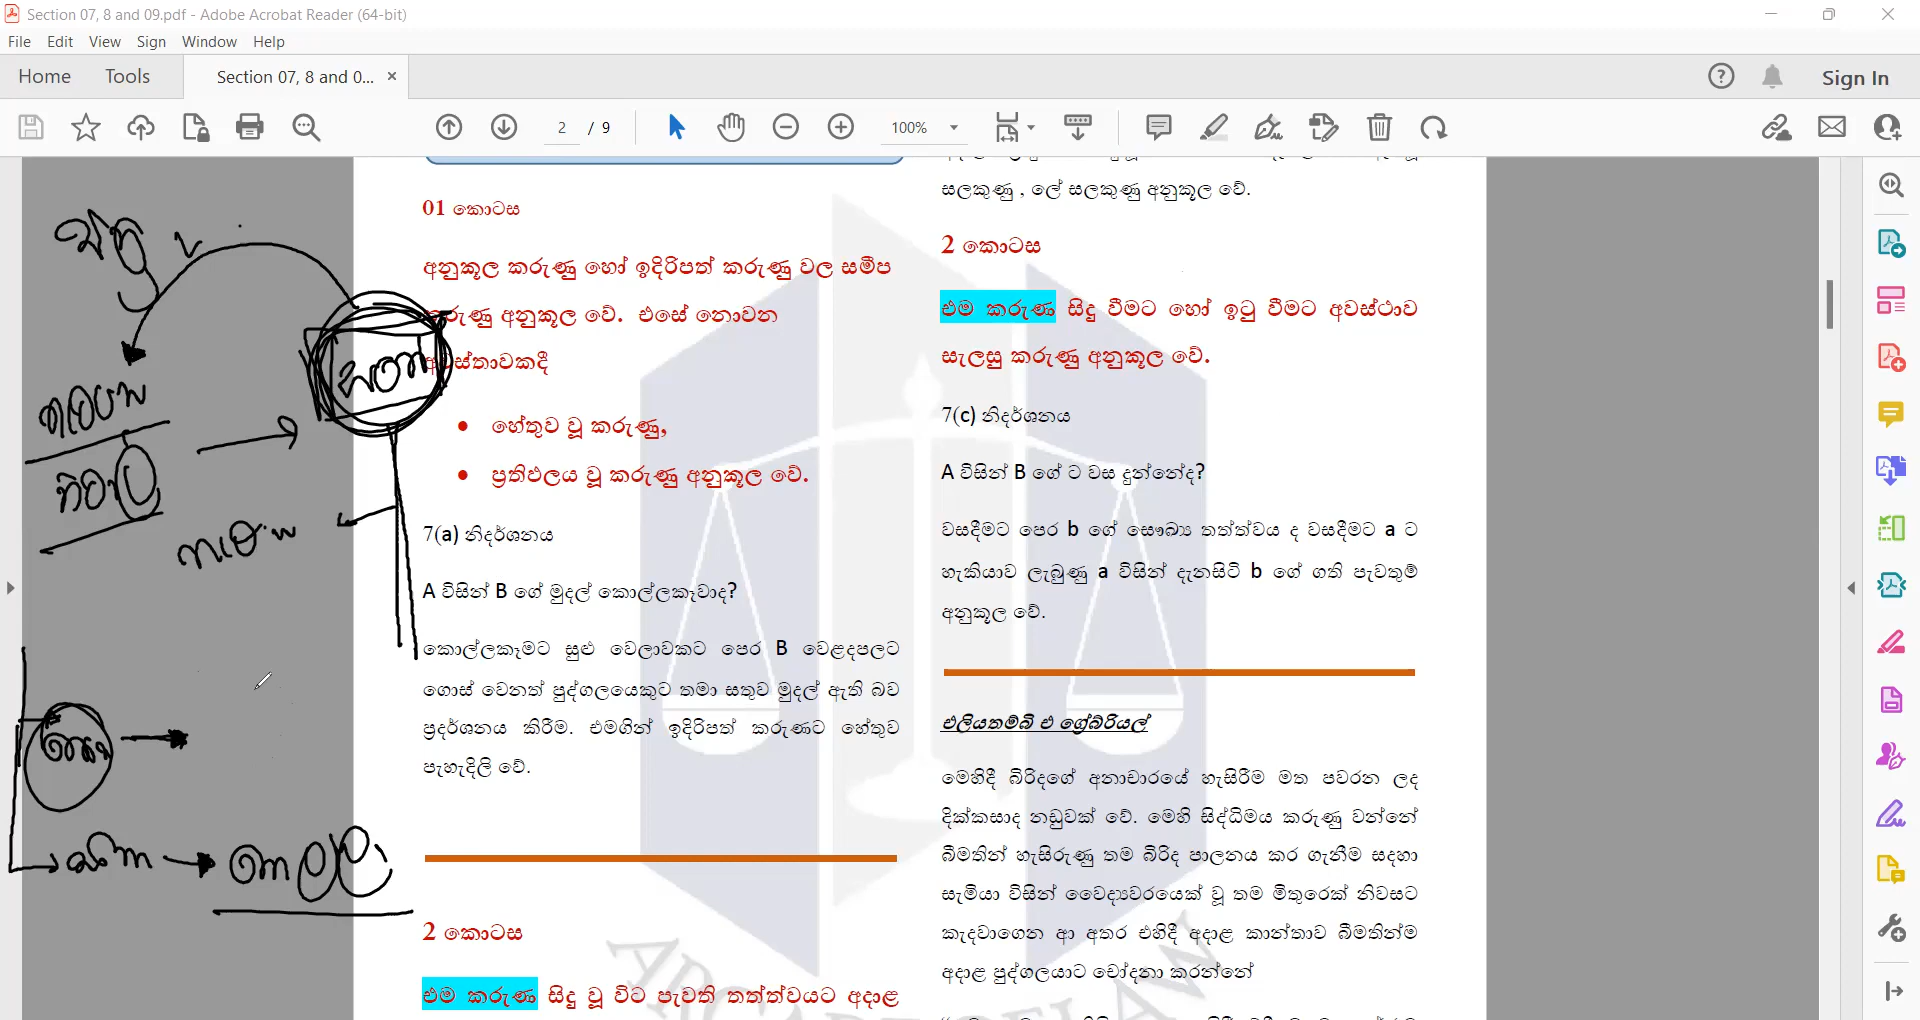 Section 07, 8 and 09.pdf - Adobe Acrobat Reader (64-bit)
File Edit View Sign Window Help
Home Tools Section 07, 8 and 0... × Sign In
2 / 9 100%
01 කොටස
අනුකූල කරුණු හෝ ඉදිරිපත් කරුණු වල සමීප
කරුණු අනුකූල වේ. එසේ නොවන
අවස්තාවකදී
• හේතුව වූ කරුණු,
• ප්‍රතිඵලය වූ කරුණු අනුකූල වේ.
7(a) නිදර්ශනය
A විසින් B ගේ මුදල් කොල්ලකෑවාද?
කොල්ලකෑමට සුළු වෙලාවකට පෙර B වෙළදපලට
ගොස් වෙනත් පුද්ගලයෙකුට තමා සතුව මුදල් ඇති බව
ප්‍රදර්ශනය කිරීම. එමගින් ඉදිරිපත් කරුණට හේතුව
පැහැදිලි වේ.
2 කොටස
එම කරුණ සිදු වූ විට පැවති තත්ත්වයට අදාළ
සලකුණු , ලේ සලකුණු අනුකූල වේ.
2 කොටස
එම කරුණ සිදු වීමට හෝ ඉටු වීමට අවස්ථාව
සැලසු කරුණු අනුකූල වේ.
7(c) නිදර්ශනය
A විසින් B ගේ ට වස දුන්නේද?
වසදීමට පෙර b ගේ සෞඛ්‍ය තත්ත්වය ද වසදීමට a ට
හැකියාව ලැබුණු a විසින් දැනසිටි b ගේ ගති පැවතුම්
අනුකූල වේ.
එලියතම්බි එ ග්‍රේබ්රියල්
මෙහිදී බිරිදගේ අනාචාරයේ හැසිරීම මත පවරන ලද
දික්කසාද නඩුවක් වේ. මෙහි සිද්ධිමය කරුණු වන්නේ
බීමතින් හැසිරුණු තම බිරිද පාලනය කර ගැනීම සදහා
සැමියා විසින් වෛද්‍යවරයෙක් වූ තම මිතුරෙක් නිවසට
කැදවාගෙන ආ අතර එහිදී අදාළ කාන්තාව බීමතින්ම
අදාළ පුද්ගලයාට චෝදනා කරන්නේ